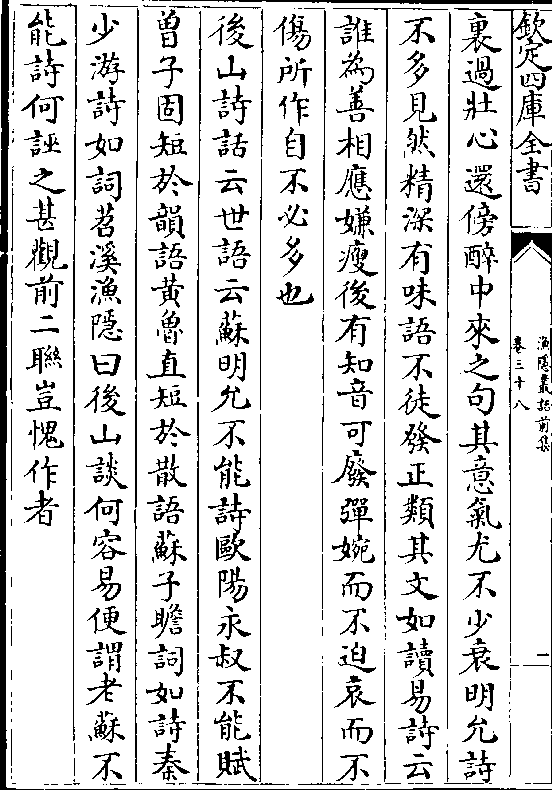 欽定四庫全書
漁隱叢話前集
卷三十八
一
裏過壯心還傍醉中來之句其意氣尤不少衰明允詩
不多見然精深有味語不徒發正類其文如讀易詩云
誰為善相應嫌瘦後有知音可廢彈婉而不迫哀而不
傷所作自不必多也
後山詩話云世語云蘇明允不能詩歐陽永叔不能賦
曽子固短於韻語黃魯直短於散語蘇子瞻詞如詩秦
少游詩如詞苕溪漁隱曰後山談何容易便謂老蘇不
能詩何誣之甚觀前二聯豈愧作者